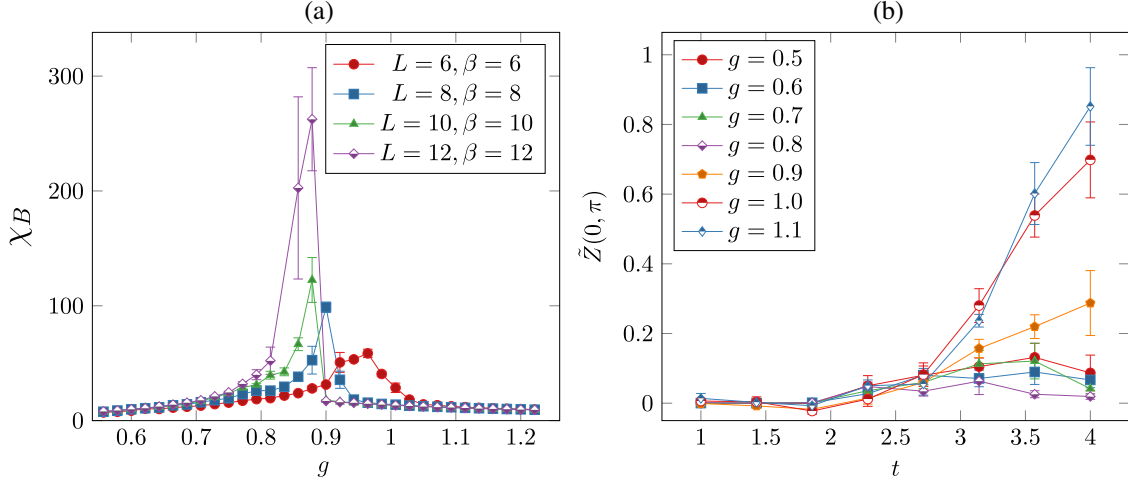 (a)
300
200
100
0
χ_B
0.6 0.7 0.8 0.9 1 1.1 1.2
g
L = 6, β = 6
L = 8, β = 8
L = 10, β = 10
L = 12, β = 12
(b)
1
0.8
0.6
0.4
0.2
0
Z̃(0, π)
1 1.5 2 2.5 3 3.5 4
t
g = 0.5
g = 0.6
g = 0.7
g = 0.8
g = 0.9
g = 1.0
g = 1.1